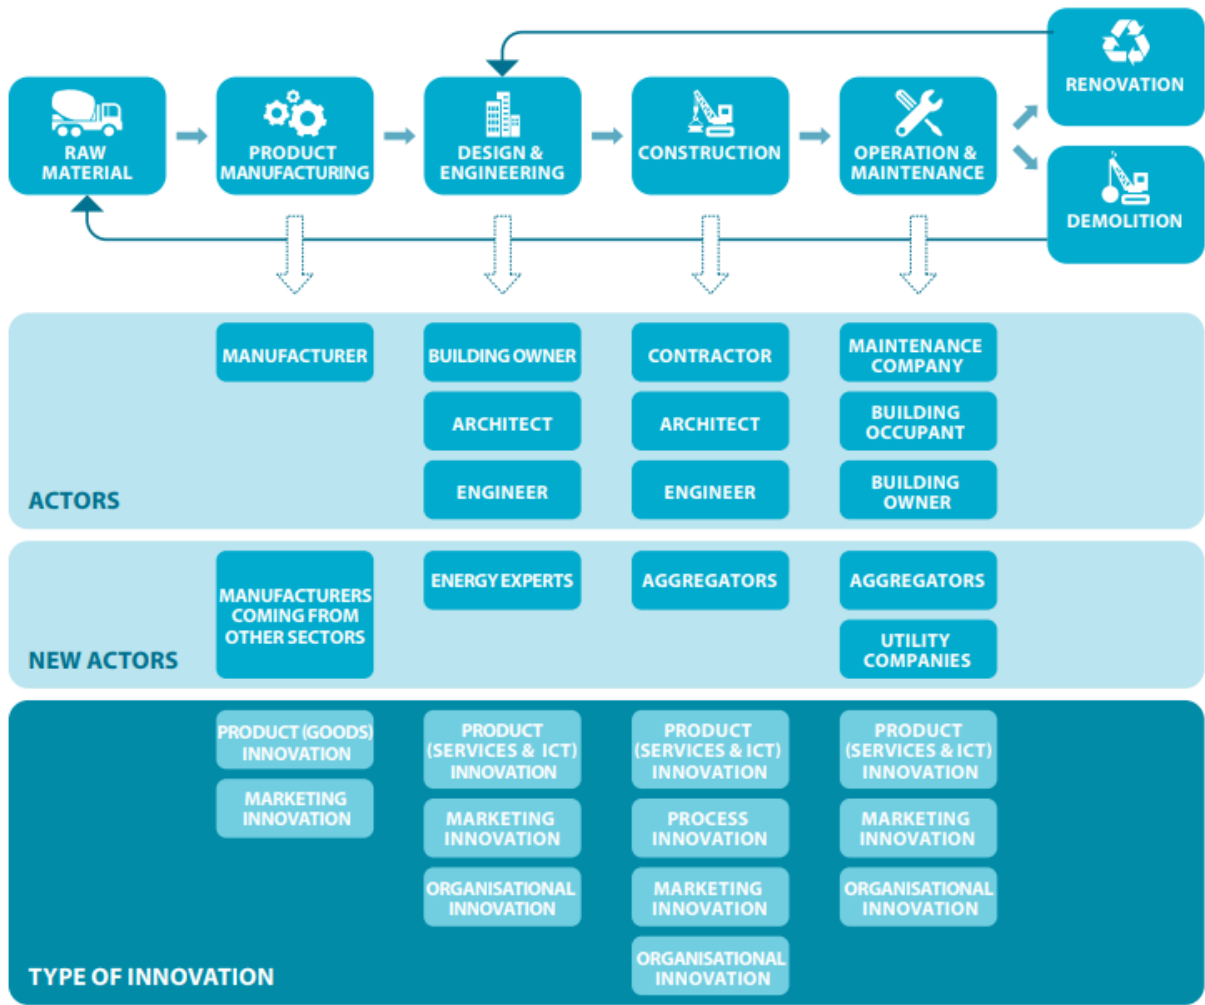 RENOVATION
RAW
MATERIAL
PRODUCT
MANUFACTURING
DESIGN &
ENGINEERING
CONSTRUCTION
OPERATION &
MAINTENANCE
DEMOLITION
ACTORS
MANUFACTURER
BUILDING OWNER
ARCHITECT
ENGINEER
CONTRACTOR
ARCHITECT
ENGINEER
MAINTENANCE
COMPANY
BUILDING
OCCUPANT
BUILDING
OWNER
NEW ACTORS
MANUFACTURERS
COMING FROM
OTHER SECTORS
ENERGY EXPERTS
AGGREGATORS
AGGREGATORS
UTILITY
COMPANIES
TYPE OF INNOVATION
PRODUCT (GOODS)
INNOVATION
MARKETING
INNOVATION
PRODUCT
(SERVICES & ICT)
INNOVATION
MARKETING
INNOVATION
ORGANISATIONAL
INNOVATION
PRODUCT
(SERVICES & ICT)
INNOVATION
PROCESS
INNOVATION
MARKETING
INNOVATION
ORGANISATIONAL
INNOVATION
PRODUCT
(SERVICES & ICT)
INNOVATION
MARKETING
INNOVATION
ORGANISATIONAL
INNOVATION